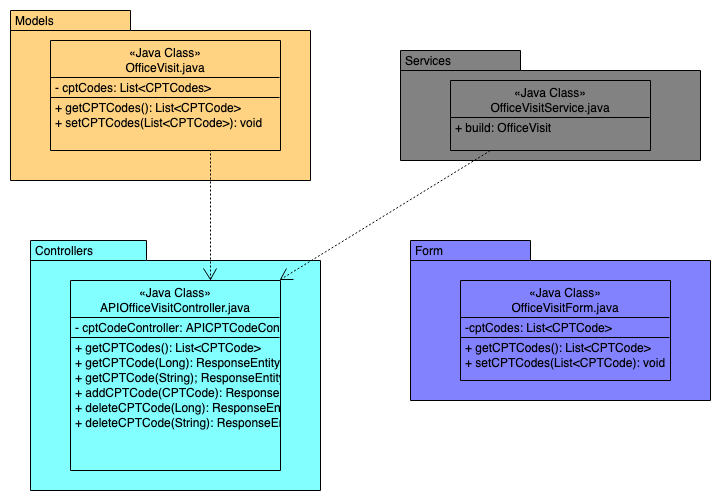 Models
«Java Class»
OfficeVisit.java
- cptCodes: List<CPTCodes>
+ getCPTCodes(): List<CPTCode>
+ setCPTCodes(List<CPTCode>): void
Services
«Java Class»
OfficeVisitService.java
+ build: OfficeVisit
Controllers
«Java Class»
APIOfficeVisitController.java
- cptCodeController: APICPTCodeCon
+ getCPTCodes(): List<CPTCode>
+ getCPTCode(Long): ResponseEntity
+ getCPTCode(String); ResponseEntity
+ addCPTCode(CPTCode): Response
+ deleteCPTCode(Long): ResponseEn
+ deleteCPTCode(String): ResponseE
Form
«Java Class»
OfficeVisitForm.java
-cptCodes: List<CPTCode>
+ getCPTCodes(): List<CPTCode>
+ setCPTCodes(List<CPTCode): void